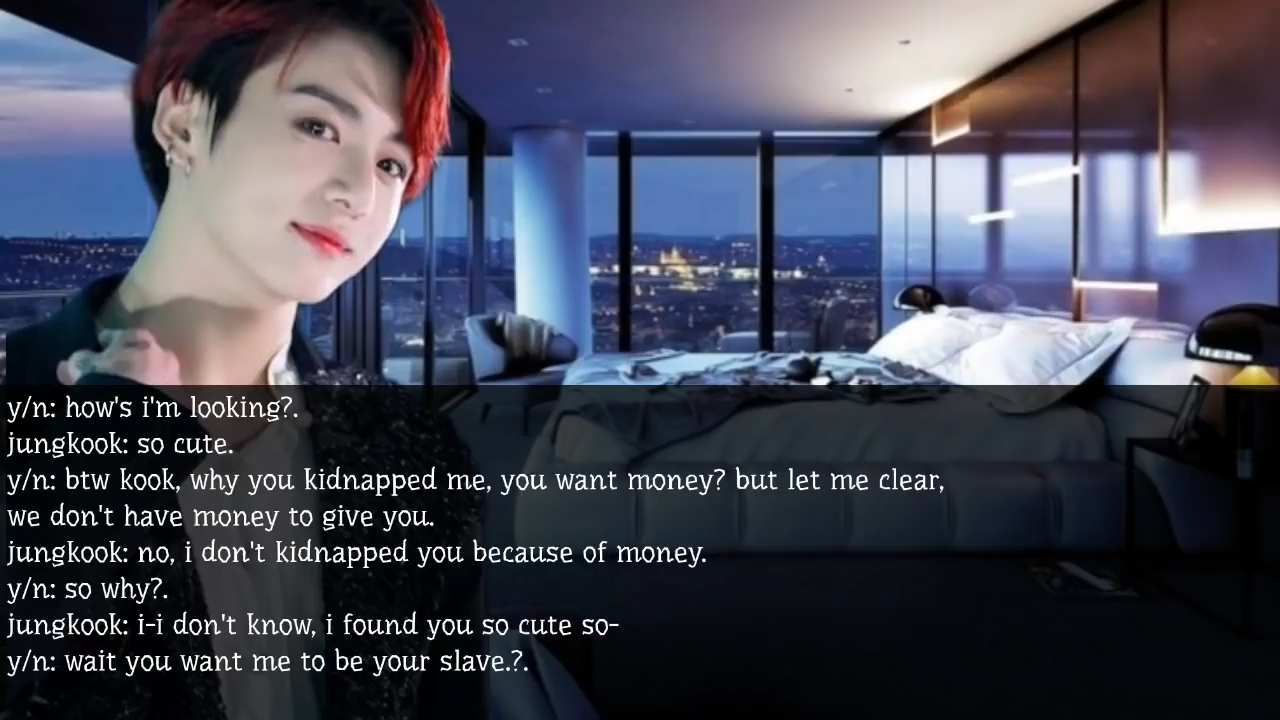 y/n: how's i'm looking?.
jungkook: so cute.
y/n: btw kook, why you kidnapped me, you want money? but let me clear,
we don't have money to give you.
jungkook: no, i don't kidnapped you because of money.
y/n: so why?.
jungkook: i-i don't know, i found you so cute so-
y/n: wait you want me to be your slave.?.